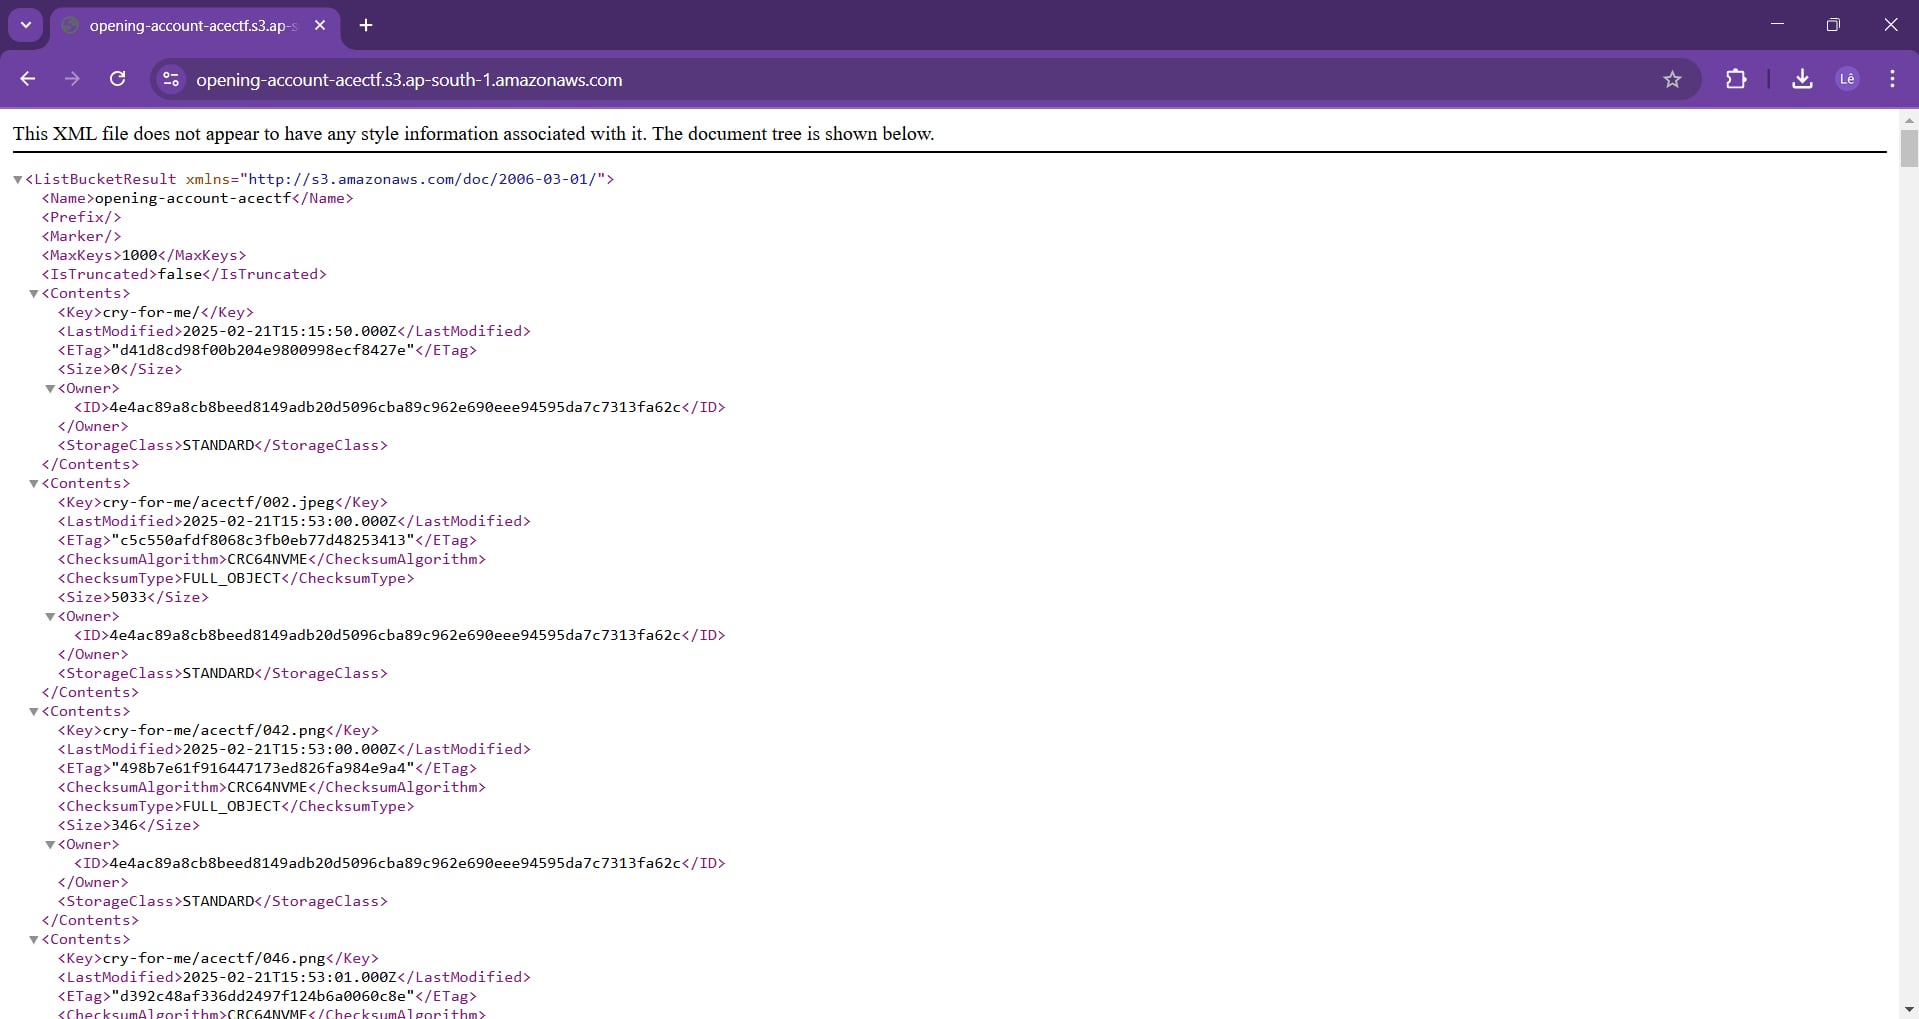 opening-account-acectf.s3.ap-s
opening-account-acectf.s3.ap-south-1.amazonaws.com
Lê
This XML file does not appear to have any style information associated with it. The document tree is shown below.
<ListBucketResult xmlns="http://s3.amazonaws.com/doc/2006-03-01/">
<Name>opening-account-acectf</Name>
<Prefix/>
<Marker/>
<MaxKeys>1000</MaxKeys>
<IsTruncated>false</IsTruncated>
<Contents>
<Key>cry-for-me/</Key>
<LastModified>2025-02-21T15:15:50.000Z</LastModified>
<ETag>"d41d8cd98f00b204e9800998ecf8427e"</ETag>
<Size>0</Size>
<Owner>
<ID>4e4ac89a8cb8beed8149adb20d5096cba89c962e690eee94595da7c7313fa62c</ID>
</Owner>
<StorageClass>STANDARD</StorageClass>
</Contents>
<Contents>
<Key>cry-for-me/acectf/002.jpeg</Key>
<LastModified>2025-02-21T15:53:00.000Z</LastModified>
<ETag>"c5c550afdf8068c3fb0eb77d48253413"</ETag>
<ChecksumAlgorithm>CRC64NVME</ChecksumAlgorithm>
<ChecksumType>FULL_OBJECT</ChecksumType>
<Size>5033</Size>
<Owner>
<ID>4e4ac89a8cb8beed8149adb20d5096cba89c962e690eee94595da7c7313fa62c</ID>
</Owner>
<StorageClass>STANDARD</StorageClass>
</Contents>
<Contents>
<Key>cry-for-me/acectf/042.png</Key>
<LastModified>2025-02-21T15:53:00.000Z</LastModified>
<ETag>"498b7e61f916447173ed826fa984e9a4"</ETag>
<ChecksumAlgorithm>CRC64NVME</ChecksumAlgorithm>
<ChecksumType>FULL_OBJECT</ChecksumType>
<Size>346</Size>
<Owner>
<ID>4e4ac89a8cb8beed8149adb20d5096cba89c962e690eee94595da7c7313fa62c</ID>
</Owner>
<StorageClass>STANDARD</StorageClass>
</Contents>
<Contents>
<Key>cry-for-me/acectf/046.png</Key>
<LastModified>2025-02-21T15:53:01.000Z</LastModified>
<ETag>"d392c48af336dd2497f124b6a0060c8e"</ETag>
<ChecksumAlgorithm>CRC64NVME</ChecksumAlgorithm>